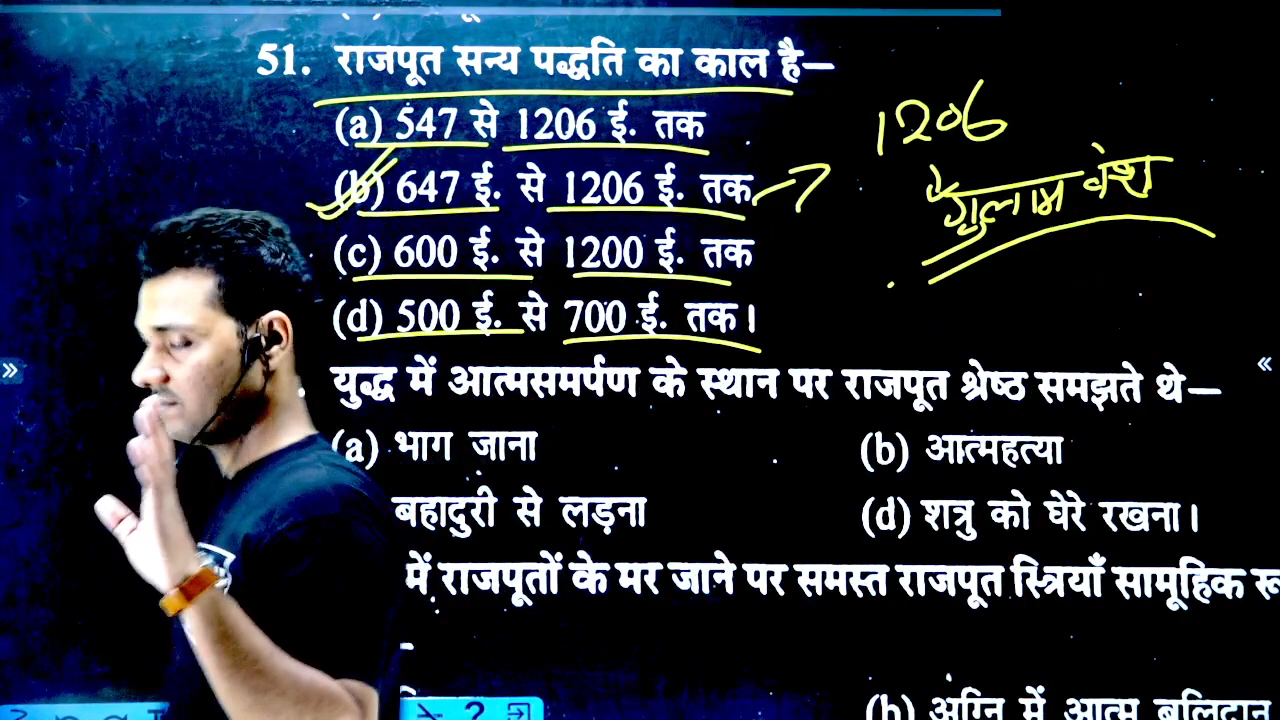 51. राजपूत सन्य पद्धति का काल है—
(a) 547 से 1206 ई. तक
(b) 647 ई. से 1206 ई. तक
(c) 600 ई. से 1200 ई. तक
(d) 500 ई. से 700 ई. तक।
1206
गुलाम वंश
युद्ध में आत्मसमर्पण के स्थान पर राजपूत श्रेष्ठ समझते थे—
(a) भाग जाना (b) आत्महत्या
बहादुरी से लड़ना (d) शत्रु को घेरे रखना।
में राजपूतों के मर जाने पर समस्त राजपूत स्त्रियाँ सामूहिक
(b) अग्नि में आत्म बलिदान